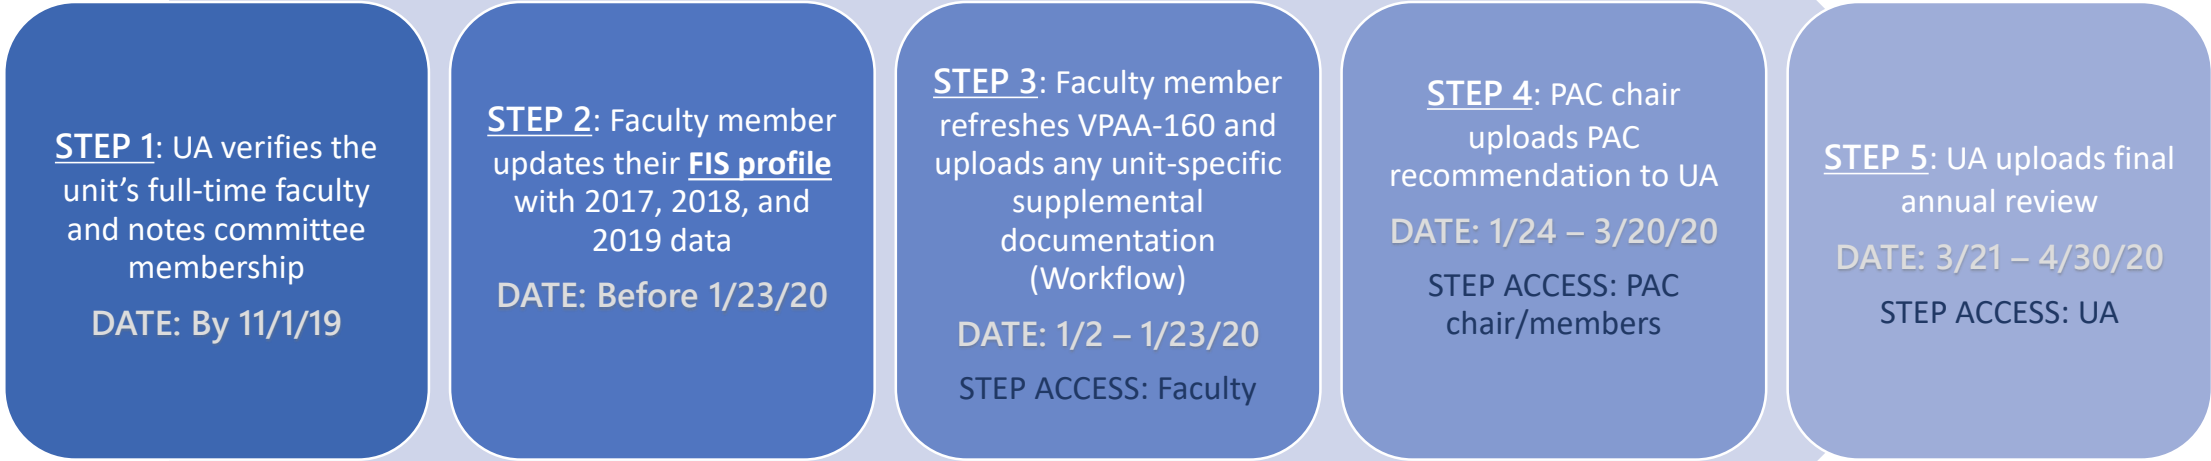 STEP 1: UA verifies the
unit's full-time faculty
and notes committee
membership
DATE: By 11/1/19
STEP 2: Faculty member
updates their FIS profile
with 2017, 2018, and
2019 data
DATE: Before 1/23/20
STEP 3: Faculty member
refreshes VPAA-160 and
uploads any unit-specific
supplemental
documentation
(Workflow)
DATE: 1/2 – 1/23/20
STEP ACCESS: Faculty
STEP 4: PAC chair
uploads PAC
recommendation to UA
DATE: 1/24 – 3/20/20
STEP ACCESS: PAC
chair/members
STEP 5: UA uploads final
annual review
DATE: 3/21 – 4/30/20
STEP ACCESS: UA